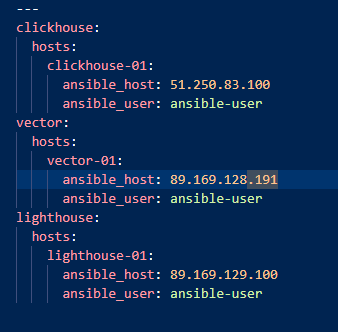 ---
clickhouse:
  hosts:
    clickhouse-01:
      ansible_host: 51.250.83.100
      ansible_user: ansible-user
vector:
  hosts:
    vector-01:
      ansible_host: 89.169.128.191
      ansible_user: ansible-user
lighthouse:
  hosts:
    lighthouse-01:
      ansible_host: 89.169.129.100
      ansible_user: ansible-user